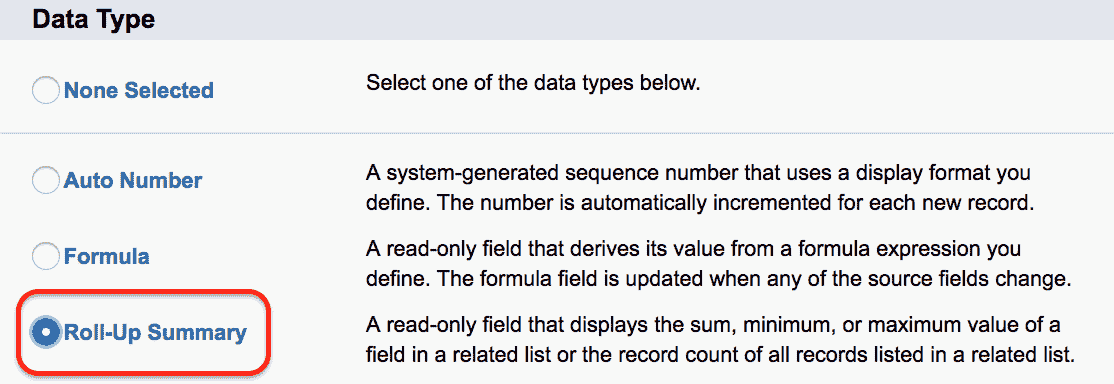 Data Type
None Selected
Select one of the data types below.
Auto Number
A system-generated sequence number that uses a display format you
define. The number is automatically incremented for each new record.
Formula
A read-only field that derives its value from a formula expression you
define. The formula field is updated when any of the source fields change.
Roll-Up Summary
A read-only field that displays the sum, minimum, or maximum value of a
field in a related list or the record count of all records listed in a related list.